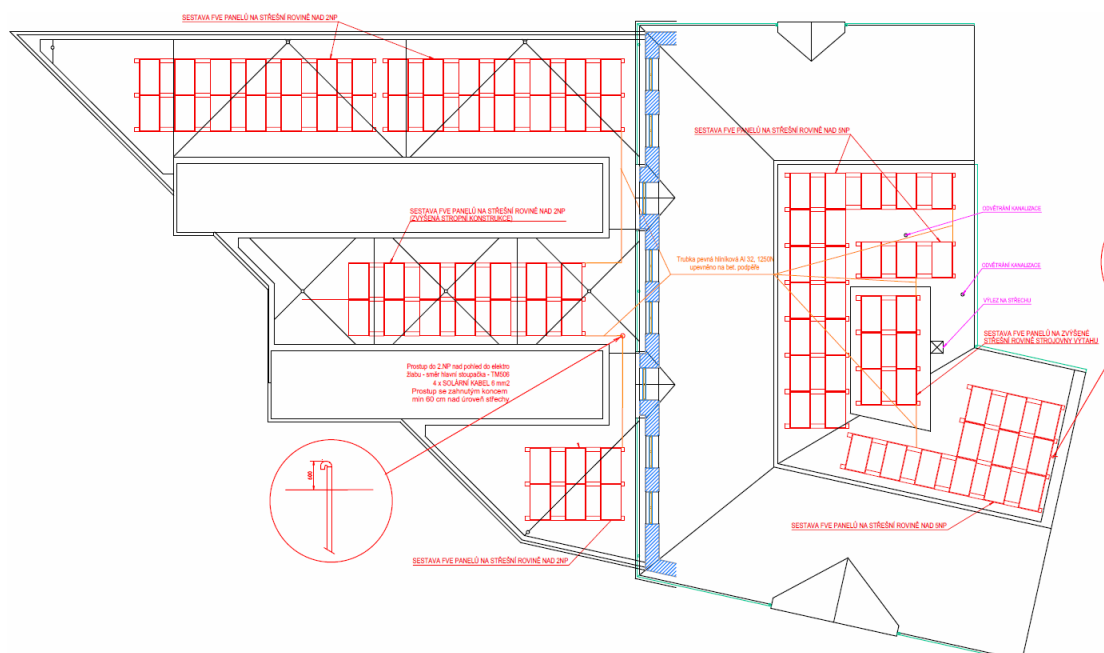 SESTAVA FVE PANELŮ NA STŘEŠNÍ ROVINĚ NAD 2NP
SESTAVA FVE PANELŮ NA STŘEŠNÍ ROVINĚ NAD 5NP
SESTAVA FVE PANELŮ NA STŘEŠNÍ ROVINĚ NAD 2NP
(ZVÝŠENÁ STROPNÍ KONSTRUKCE)
ODVĚTRÁNÍ KANALIZACE
Trubka pevná hliníková Al 32, 1250N
upevněno na bet. podpěře
ODVĚTRÁNÍ KANALIZACE
VÝLEZ NA STŘECHU
SESTAVA FVE PANELŮ NA ZVÝŠENÉ
STŘEŠNÍ ROVINĚ STROJOVNY VÝTAHU
Prostup do 2.NP nad pohled do elektro
žlabu - směr hlavní stoupačka - TM606
4 x SOLÁRNÍ KABEL 6 mm2
Prostup se zahnutým koncem
min 60 cm nad úroveň střechy
600
SESTAVA FVE PANELŮ NA STŘEŠNÍ ROVINĚ NAD 5NP
SESTAVA FVE PANELŮ NA STŘEŠNÍ ROVINĚ NAD 2NP